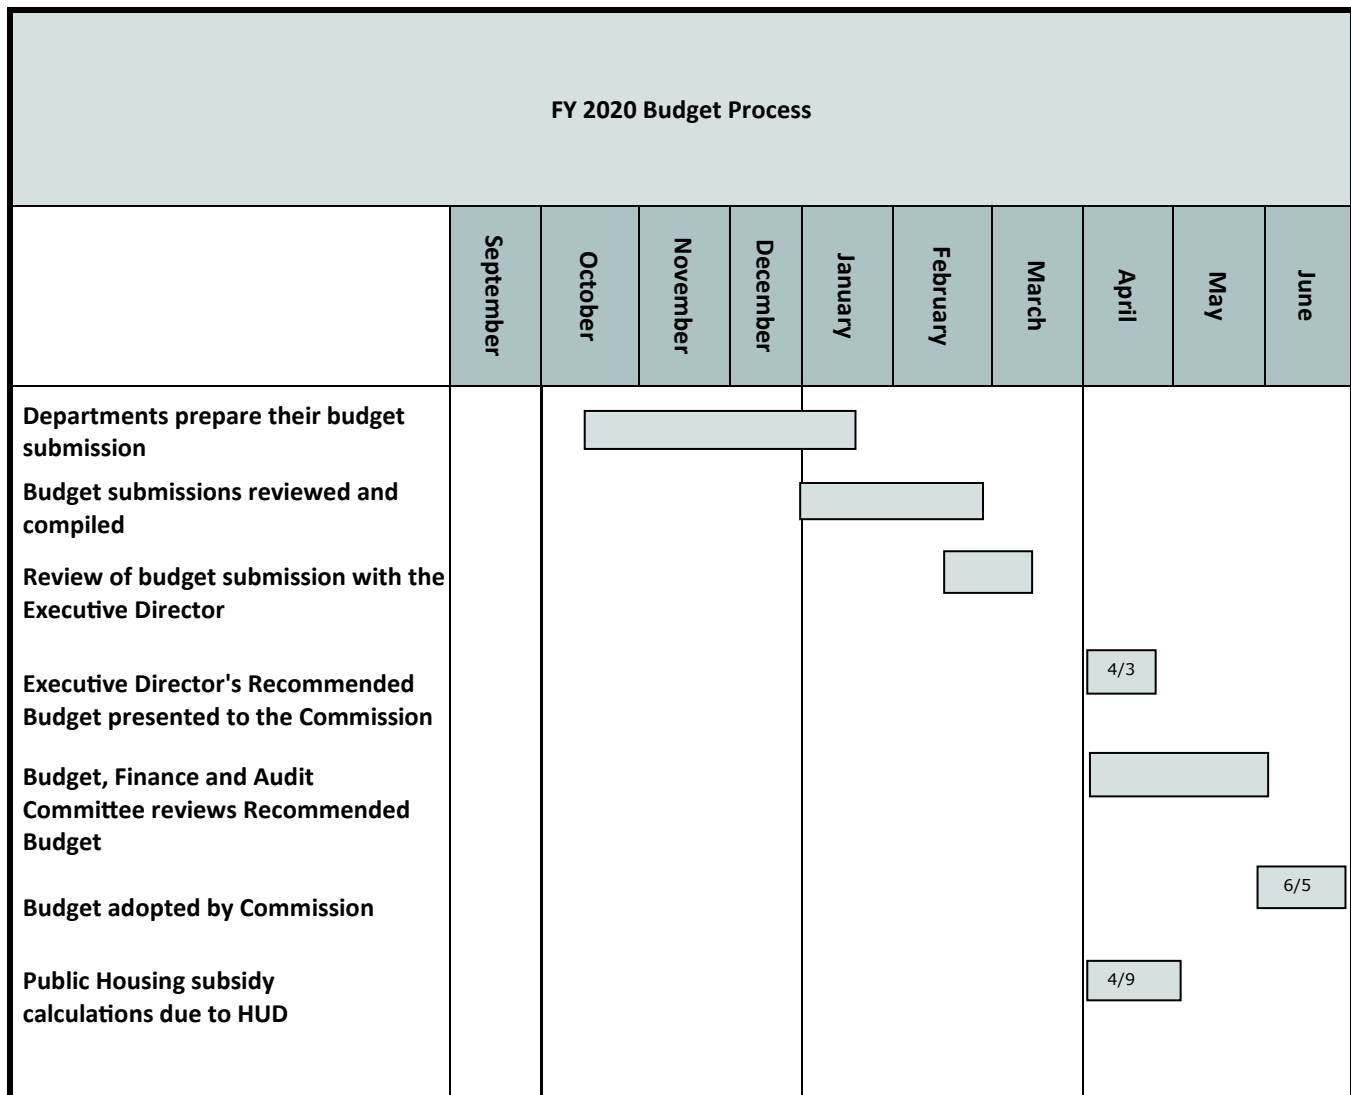 FY 2020 Budget Process
September
October
November
December
January
February
March
April
May
June
Departments prepare their budget
submission
Budget submissions reviewed and
compiled
Review of budget submission with the
Executive Director
4/3
Executive Director's Recommended
Budget presented to the Commission
Budget, Finance and Audit
Committee reviews Recommended
Budget
6/5
Budget adopted by Commission
Public Housing subsidy
4/9
calculations due to HUD